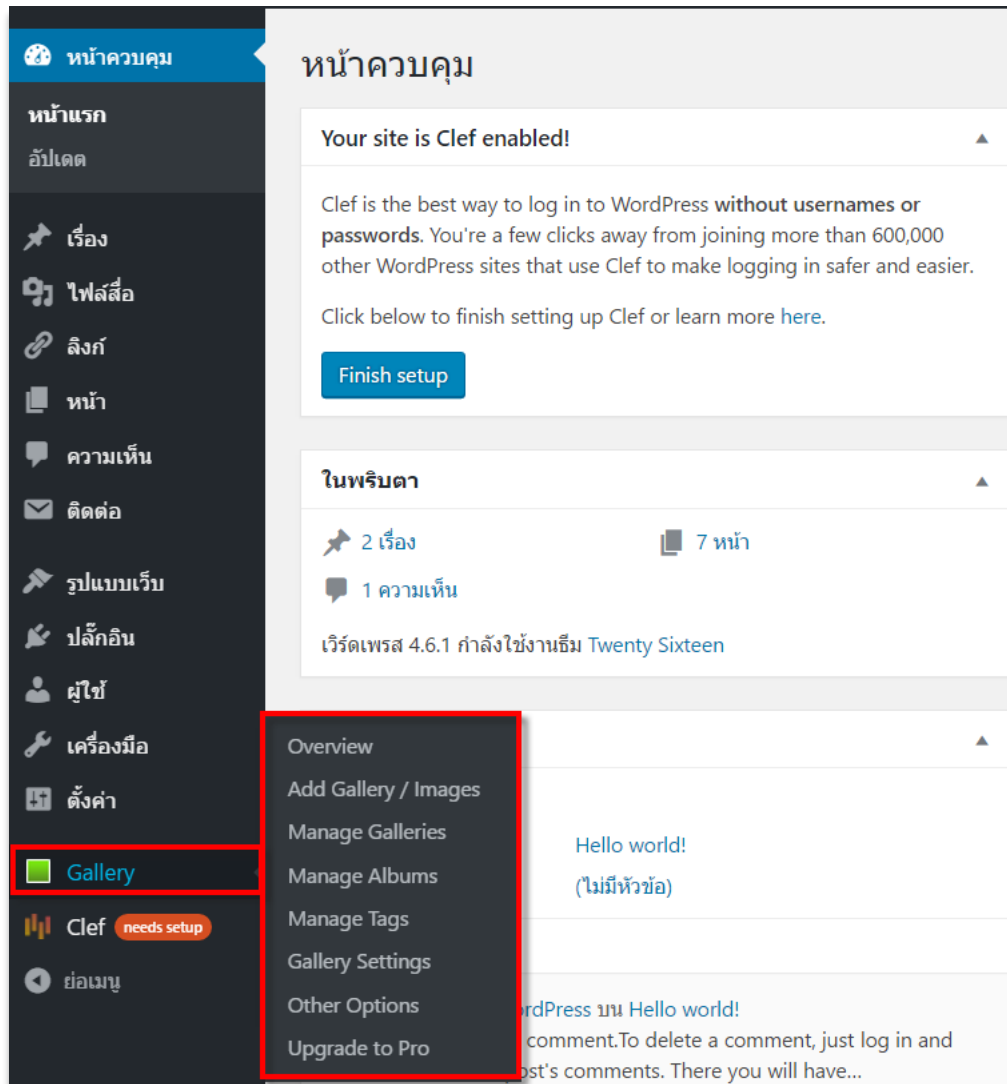 หน้าควบคุม
หน้าแรก
อัปเดต
เรื่อง
ไฟล์สื่อ
ลิงก์
หน้า
ความเห็น
ติดต่อ
รูปแบบเว็บ
ปลั๊กอิน
ผู้ใช้
เครื่องมือ
ตั้งค่า
Gallery
Clef needs setup
ย่อเมนู
Overview
Add Gallery / Images
Manage Galleries
Manage Albums
Manage Tags
Gallery Settings
Other Options
Upgrade to Pro
หน้าควบคุม
Your site is Clef enabled!
Clef is the best way to log in to WordPress without usernames or
passwords. You're a few clicks away from joining more than 600,000
other WordPress sites that use Clef to make logging in safer and easier.
Click below to finish setting up Clef or learn more here.
Finish setup
ในพริบตา
2 เรื่อง
7 หน้า
1 ความเห็น
เวิร์ดเพรส 4.6.1 กำลังใช้งานธีม Twenty Sixteen
Hello world!
(ไม่มีหัวข้อ)
rdPress บน Hello world!
comment.To delete a comment, just log in and
ost's comments. There you will have…